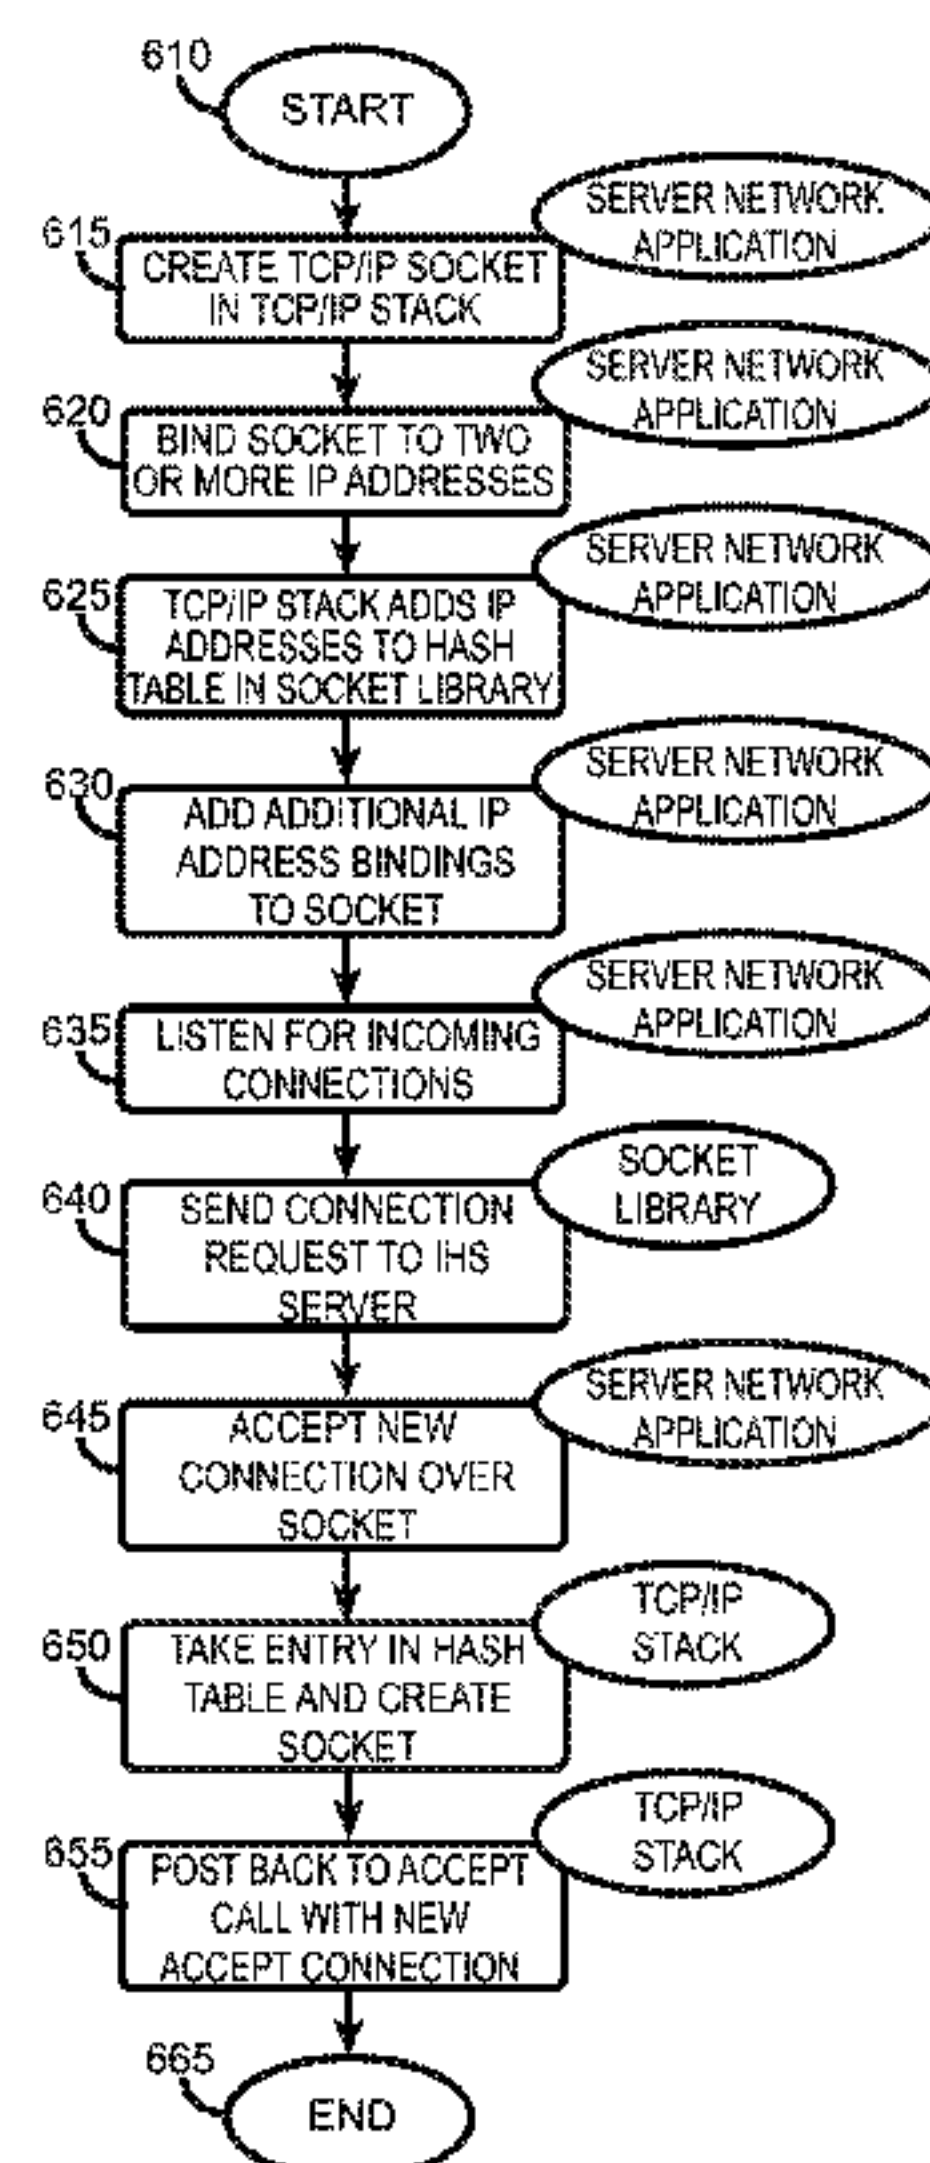 610
START
SERVER NETWORK
APPLICATION
615
CREATE TCP/IP SOCKET
IN TCP/IP STACK
SERVER NETWORK
APPLICATION
620
BIND SOCKET TO TWO
OR MORE IP ADDRESSES
SERVER NETWORK
APPLICATION
625
TCP/IP STACK ADDS IP
ADDRESSES TO HASH
TABLE IN SOCKET LIBRARY
SERVER NETWORK
APPLICATION
630
ADD ADDITIONAL IP
ADDRESS BINDINGS
TO SOCKET
SERVER NETWORK
APPLICATION
635
LISTEN FOR INCOMING
CONNECTIONS
SOCKET
LIBRARY
640
SEND CONNECTION
REQUEST TO IHS
SERVER
SERVER NETWORK
APPLICATION
645
ACCEPT NEW
CONNECTION OVER
SOCKET
TCP/IP
STACK
650
TAKE ENTRY IN HASH
TABLE AND CREATE
SOCKET
TCP/IP
STACK
655
POST BACK TO ACCEPT
CALL WITH NEW
ACCEPT CONNECTION
665
END